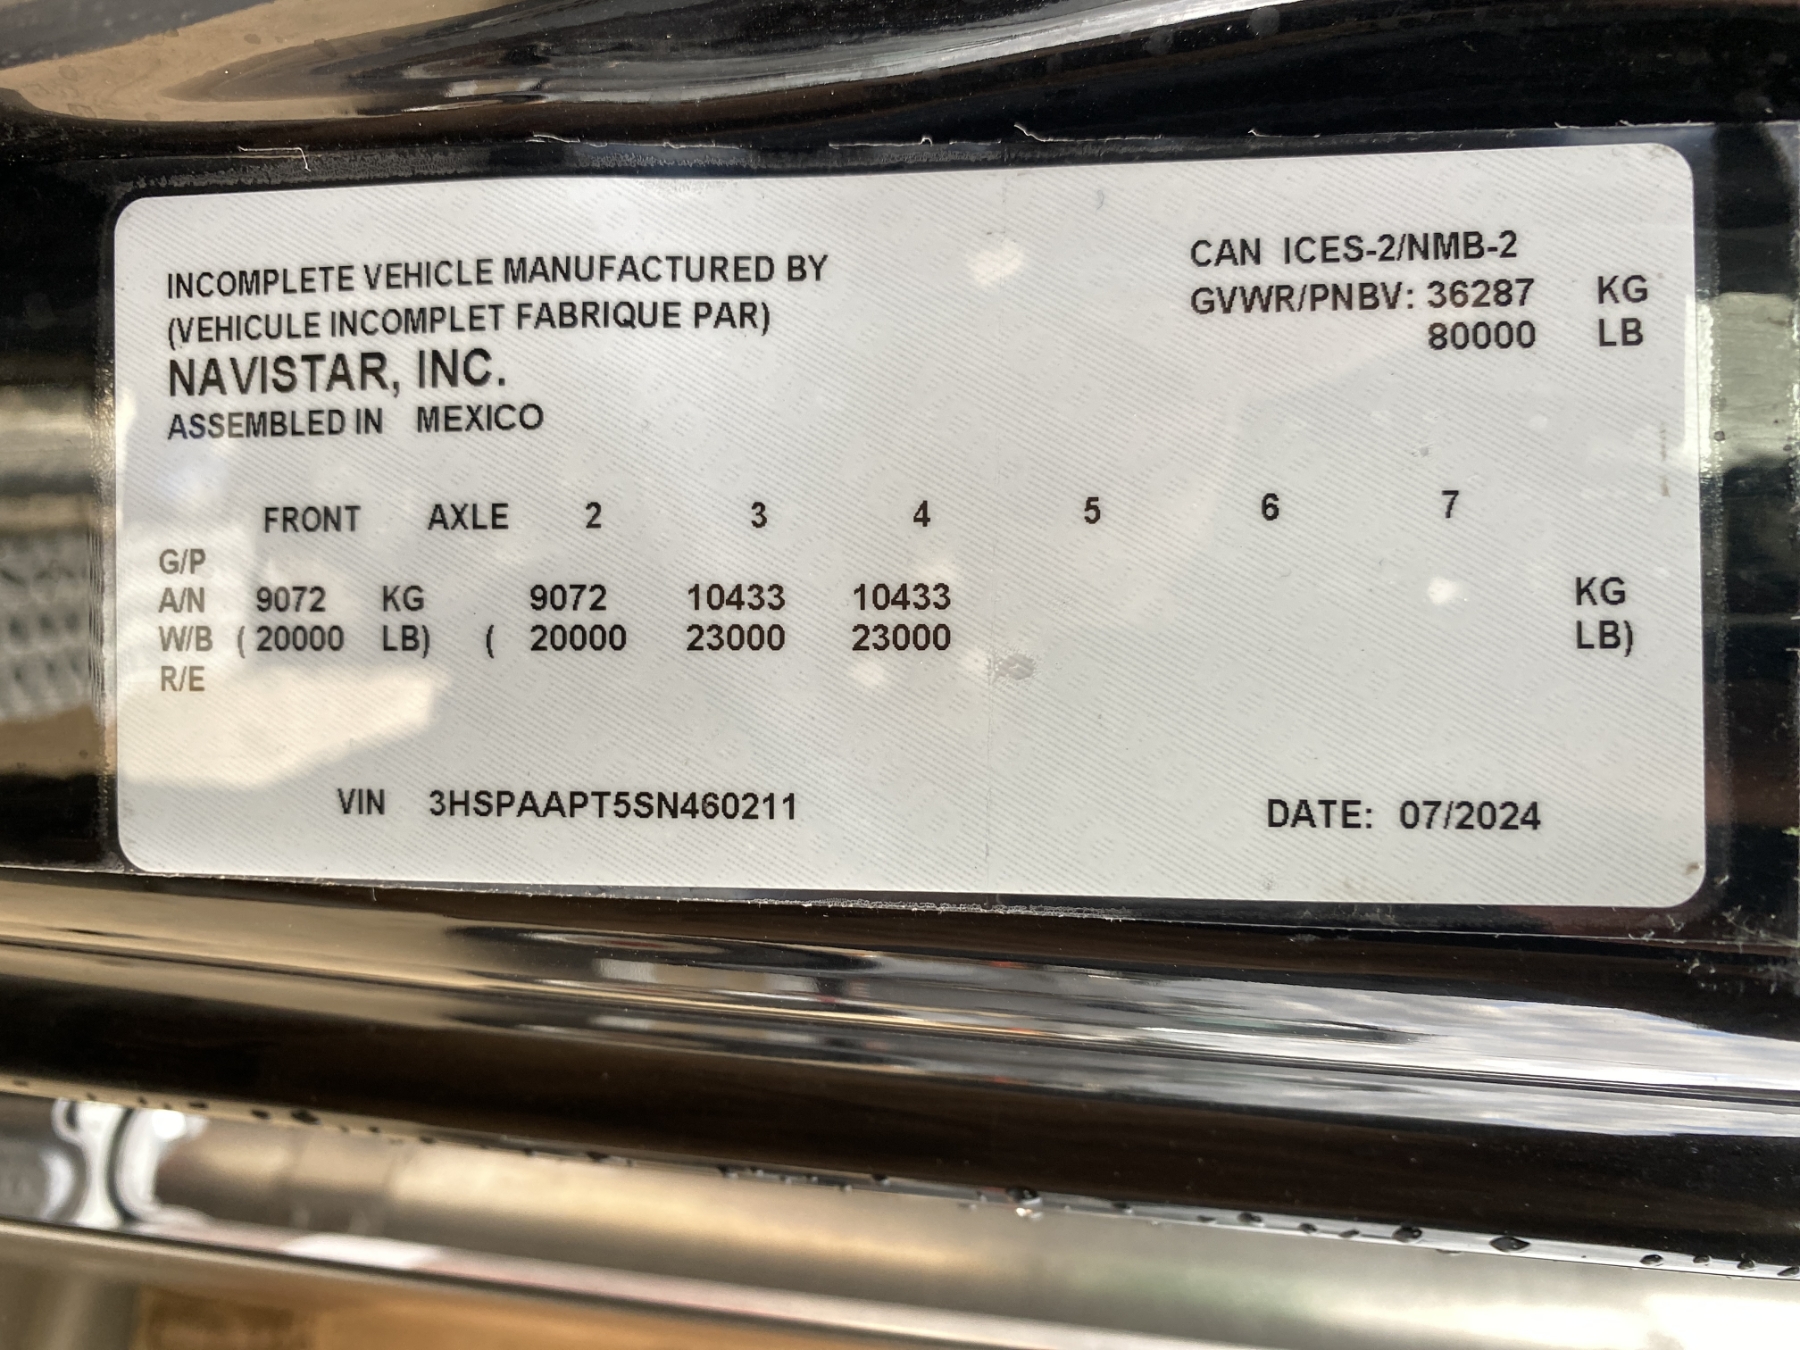 INCOMPLETE VEHICLE MANUFACTURED BY
(VEHICULE INCOMPLET FABRIQUE PAR)
NAVISTAR, INC.
ASSEMBLED IN MEXICO
CAN ICES-2/NMB-2
GVWR/PNBV: 36287 KG
80000 LB
FRONT AXLE 2 3 4 5 6 7
G/P
A/N 9072 KG 9072 10433 10433 KG
W/B ( 20000 LB) ( 20000 23000 23000 LB)
R/E
VIN 3HSPAAPT5SN460211
DATE: 07/2024